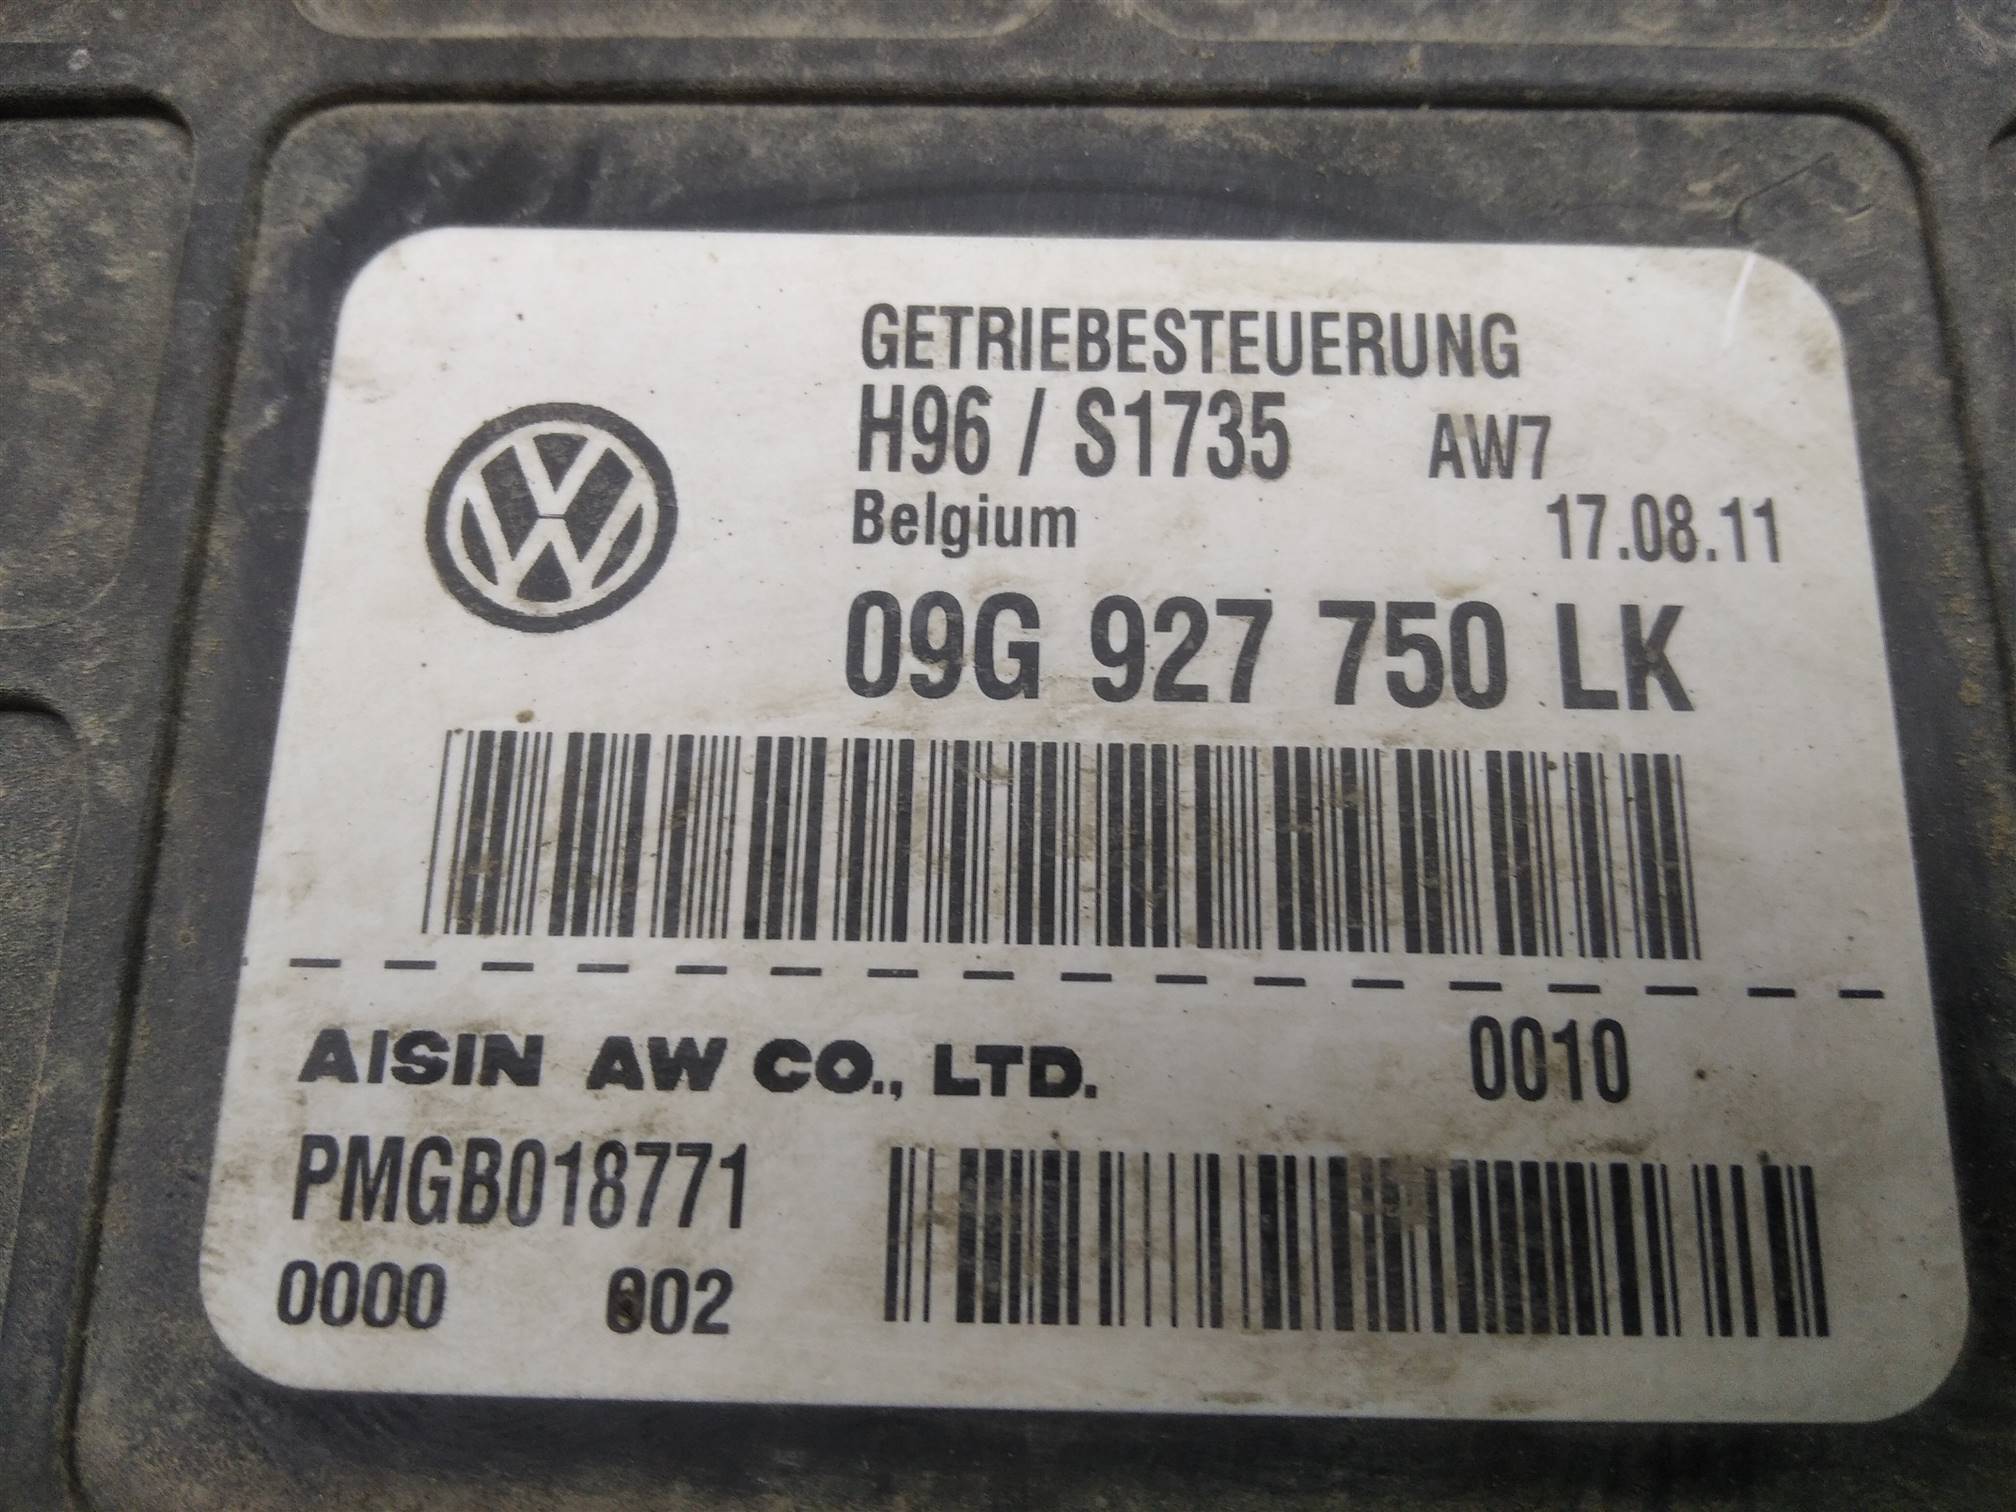 GETRIEBESTEUERUNG
H96 / S1735 AW7
Belgium 17.08.11
09G 927 750 LK
AISIN AW CO., LTD. 0010
PMGB018771
0000 002